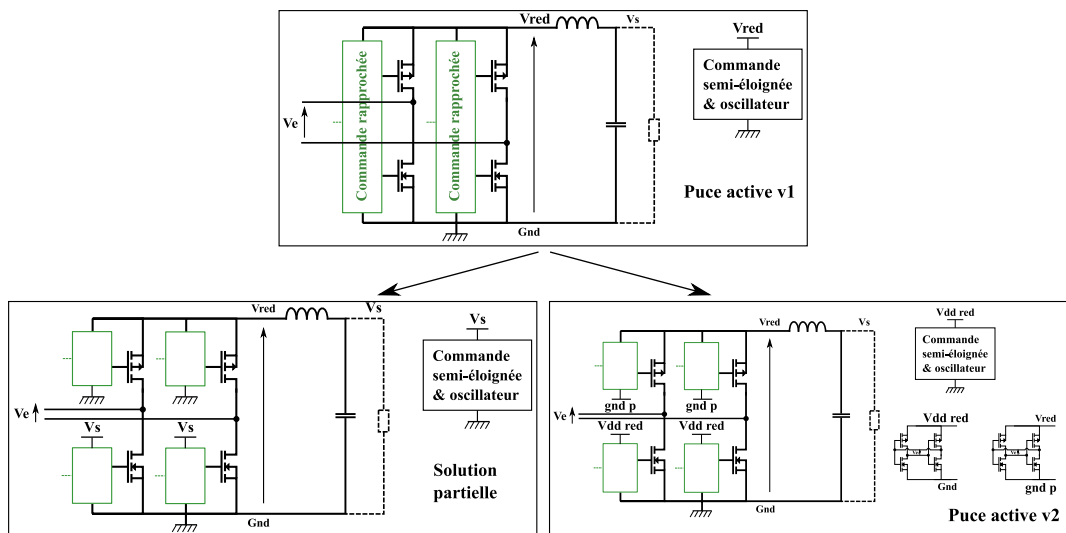 Vred
Vs
Vred
Commande
semi-éloignée
& oscillateur
Commande rapprochée
Commande rapprochée
Ve
Puce active v1
Gnd
Vred
Vs
Vs
Commande
semi-éloignée
& oscillateur
Ve
Vs
Vs
Solution
partielle
Gnd
Vred
Vs
Vdd red
Commande
semi-éloignée
& oscillateur
gnd p
gnd p
Ve
Vdd red
Vdd red
Vdd red
Vred
Gnd
gnd p
Gnd
Puce active v2